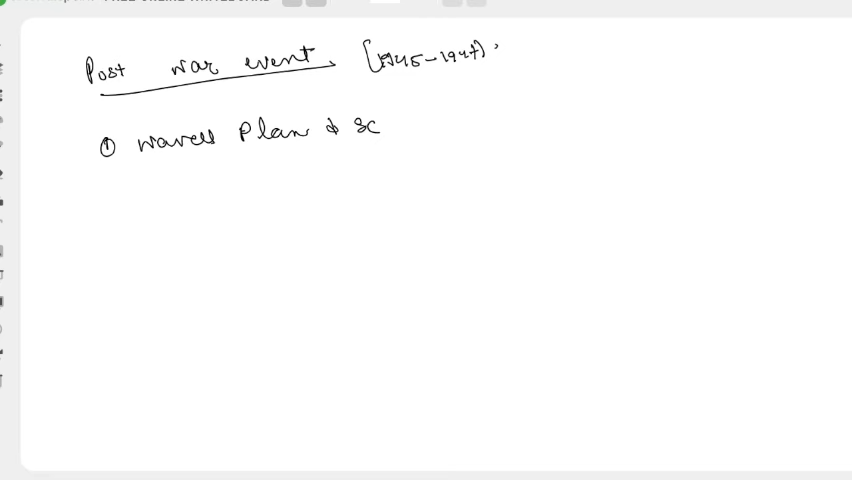 Post war event. [1945-1947)
① Wavell Plan & SC